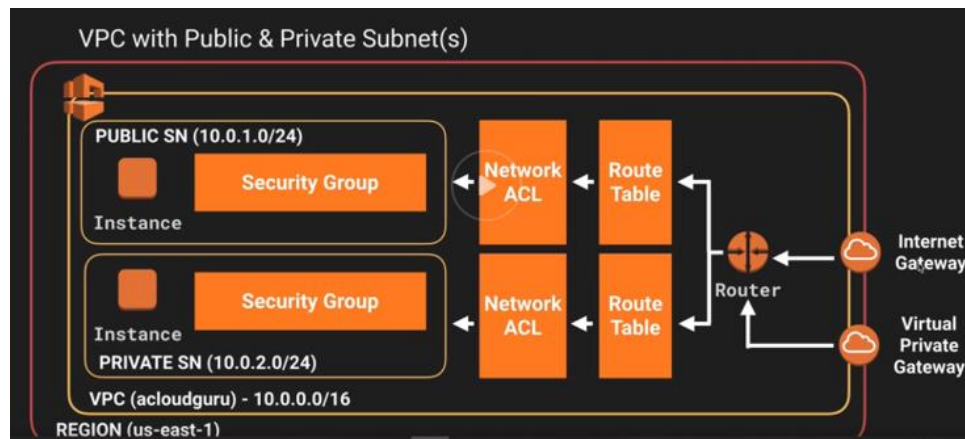 VPC with Public & Private Subnet(s)
PUBLIC SN (10.0.1.0/24)
Instance
Security Group
Network
ACL
Route
Table
Instance
Security Group
PRIVATE SN (10.0.2.0/24)
Network
ACL
Route
Table
Router
Internet
Gateway
Virtual
Private
Gateway
VPC (acloudguru) - 10.0.0.0/16
REGION (us-east-1)